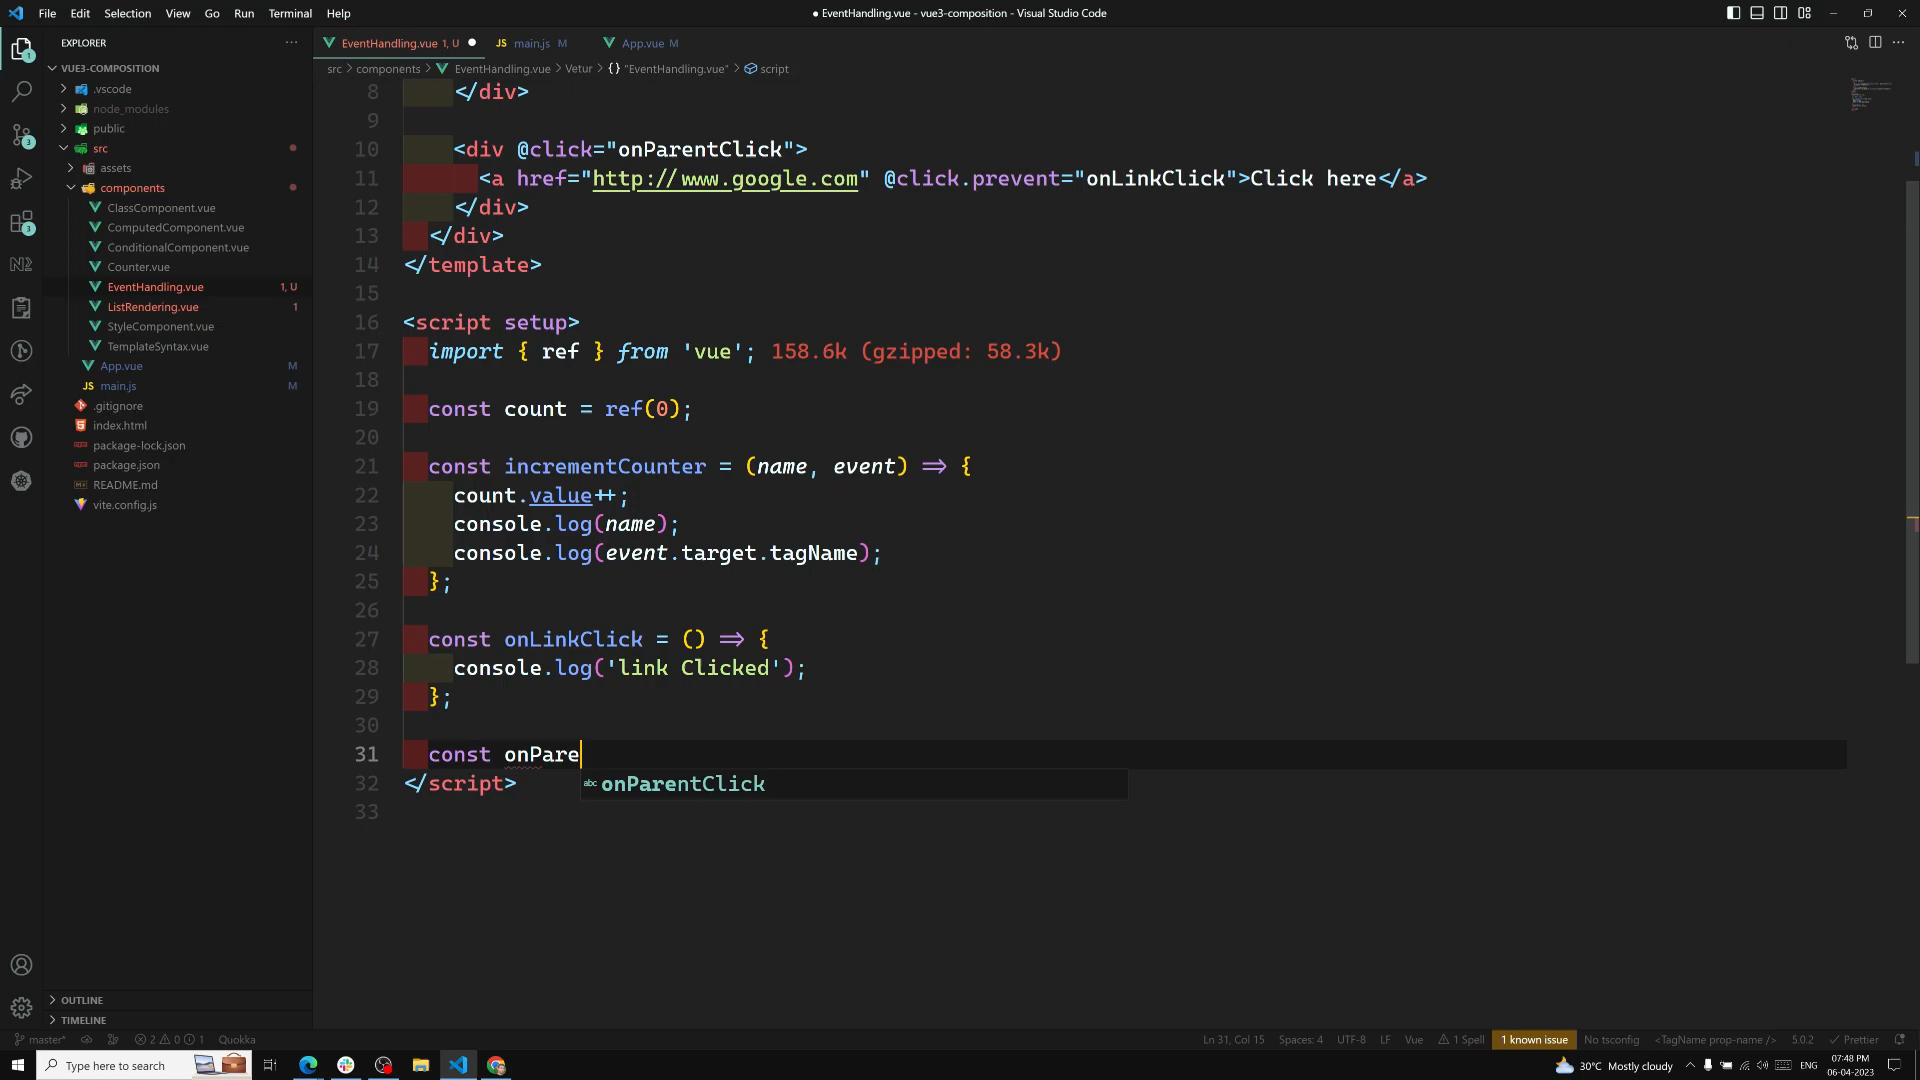 File Edit Selection View Go Run Terminal Help
● EventHandling.vue - vue3-composition - Visual Studio Code
EXPLORER
VUE3-COMPOSITION
.vscode
node_modules
public
src
assets
components
ClassComponent.vue
ComputedComponent.vue
ConditionalComponent.vue
Counter.vue
EventHandling.vue 1, U
ListRendering.vue 1
StyleComponent.vue
TemplateSyntax.vue
App.vue M
main.js M
.gitignore
index.html
package-lock.json
package.json
README.md
vite.config.js
OUTLINE
TIMELINE
EventHandling.vue 1, U ● JS main.js M App.vue M
src > components > EventHandling.vue > Vetur > {} "EventHandling.vue" > script
8 </div>
9
10 <div @click="onParentClick">
11 <a href="http://www.google.com" @click.prevent="onLinkClick">Click here</a>
12 </div>
13 </div>
14 </template>
15
16 <script setup>
17 import { ref } from 'vue'; 158.6k (gzipped: 58.3k)
18
19 const count = ref(0);
20
21 const incrementCounter = (name, event) => {
22 count.value++;
23 console.log(name);
24 console.log(event.target.tagName);
25 };
26
27 const onLinkClick = () => {
28 console.log('link Clicked');
29 };
30
31 const onPare
abc onParentClick
32 </script>
33
master* 2 0 1 Quokka
Ln 31, Col 15 Spaces: 4 UTF-8 LF Vue 1 Spell 1 known issue No tsconfig <TagName prop-name /> 5.0.2 Prettier
Type here to search
30°C Mostly cloudy ENG 07:48 PM 06-04-2023